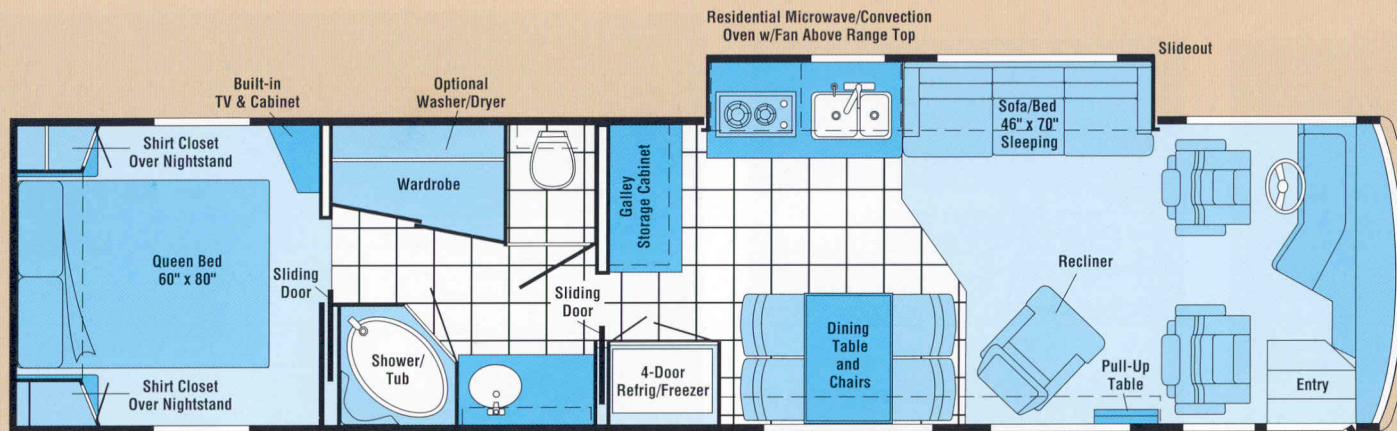 Residential Microwave/Convection
Oven w/Fan Above Range Top
Slideout
Built-in
TV & Cabinet
Optional
Washer/Dryer
Shirt Closet
Over Nightstand
Wardrobe
Galley
Storage Cabinet
Sofa/Bed
46" x 70"
Sleeping
Queen Bed
60" x 80"
Sliding
Door
Sliding
Door
Recliner
Shower/
Tub
4-Door
Refrig/Freezer
Dining
Table
and
Chairs
Pull-Up
Table
Entry
Shirt Closet
Over Nightstand